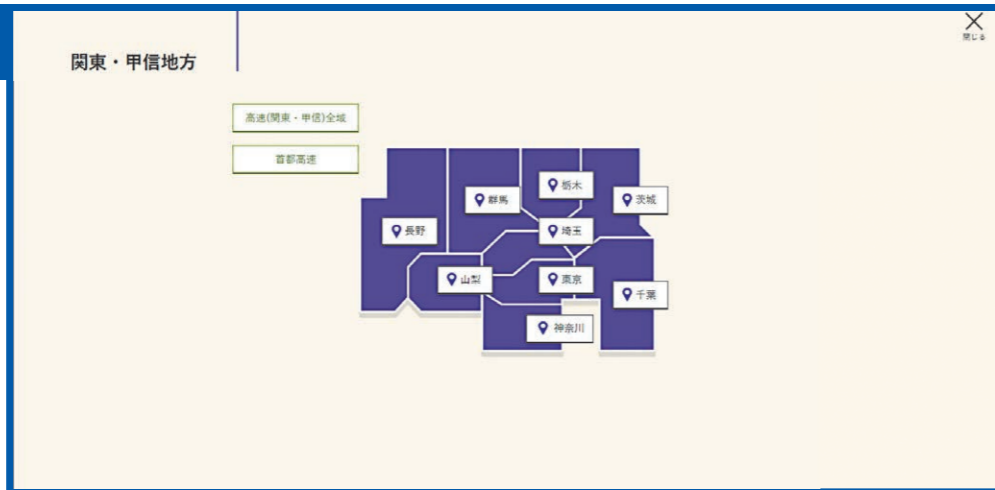 閉じる
関東・甲信地方
高速(関東・甲信)全域
首都高速
栃木
群馬
茨城
長野
埼玉
山梨
東京
千葉
神奈川